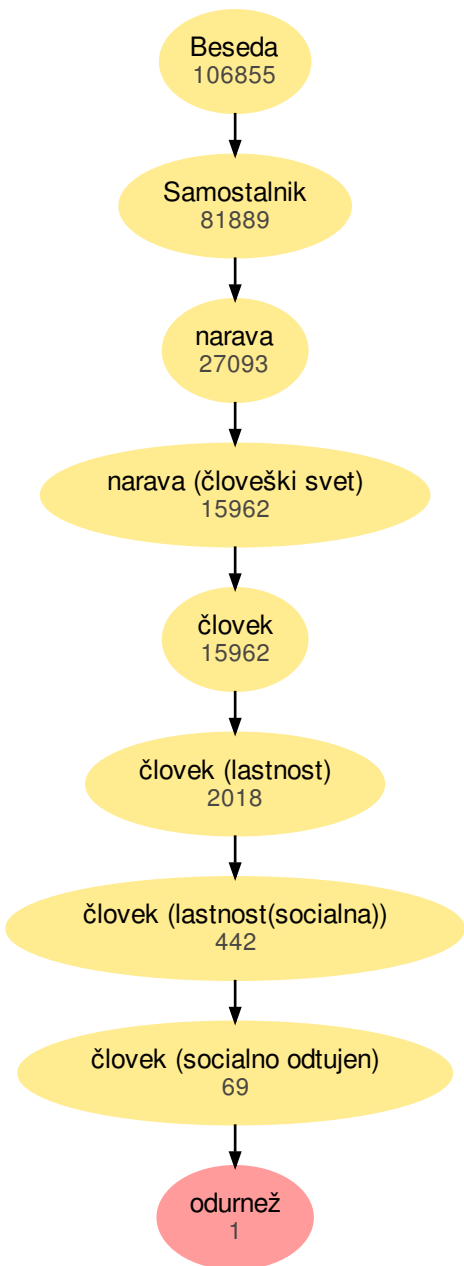 Beseda
106855
Samostalnik
81889
narava
27093
narava (človeški svet)
15962
človek
15962
človek (lastnost)
2018
človek (lastnost(socialna))
442
človek (socialno odtujen)
69
odurnež
1